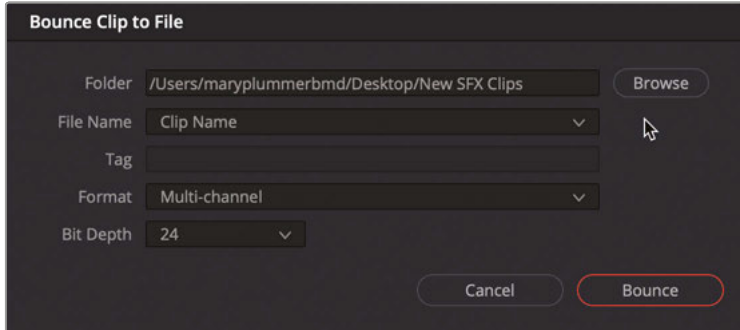 Bounce Clip to File
Folder /Users/maryplummerbmd/Desktop/New SFX Clips Browse
File Name Clip Name
Tag
Format Multi-channel
Bit Depth 24
Cancel Bounce